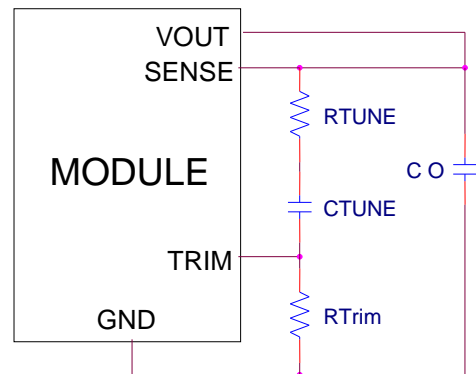 VOUT
SENSE
RTUNE
MODULE
C O
CTUNE
TRIM
RTrim
GND